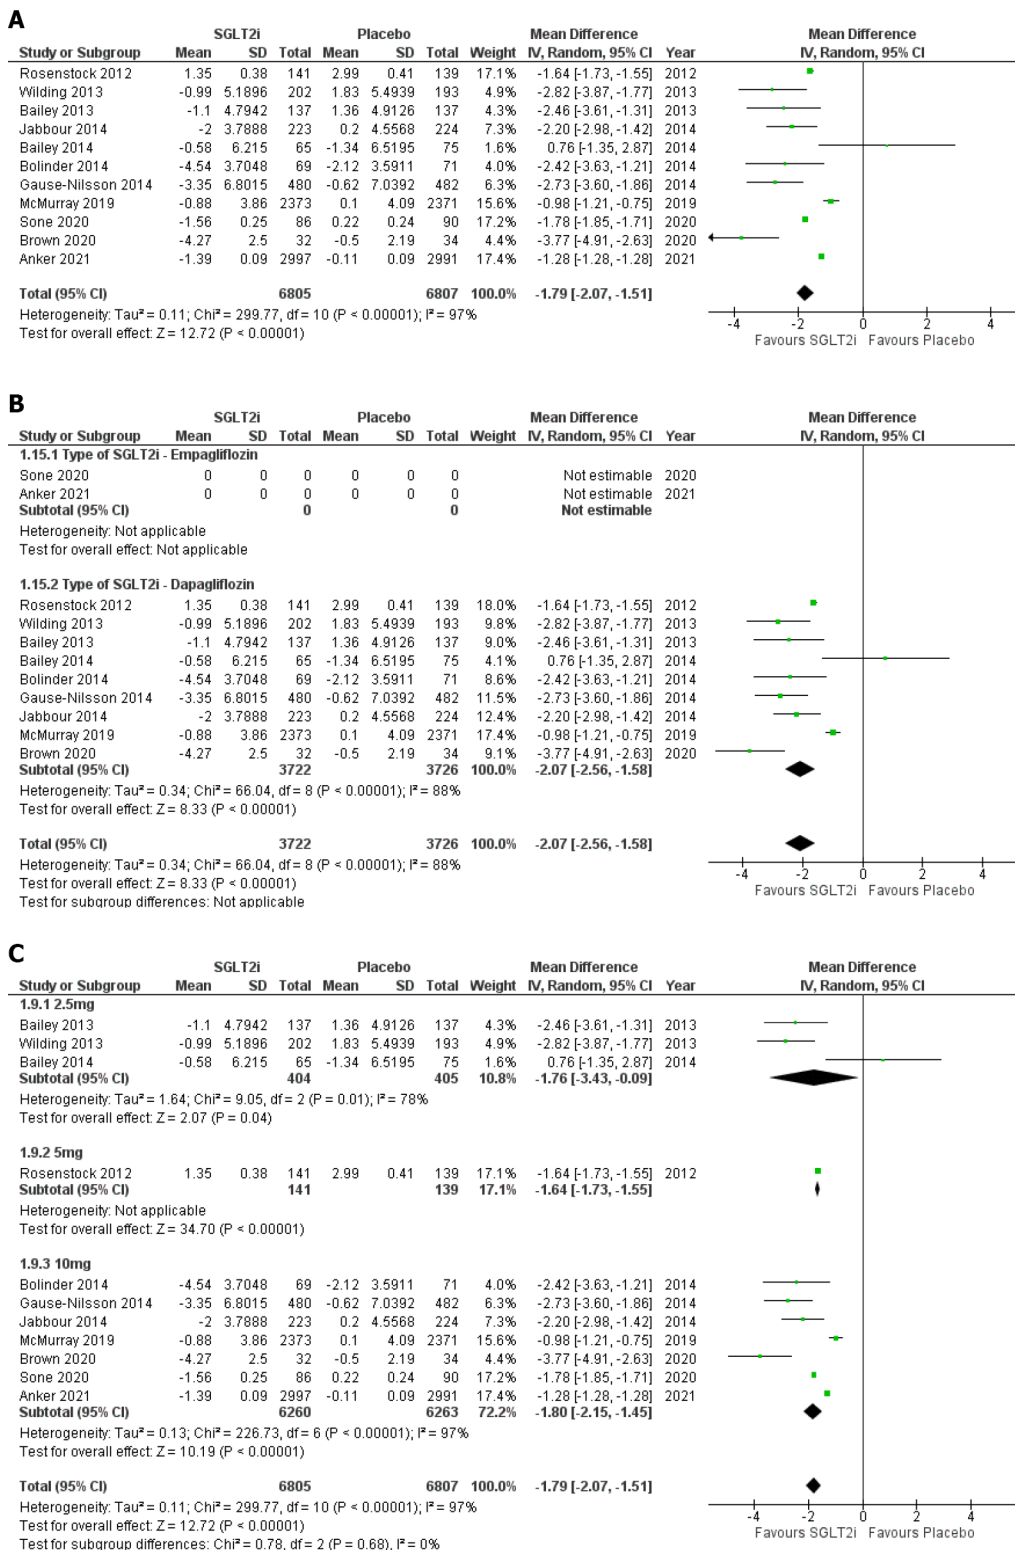 A
SGLT2i Placebo Mean Difference Mean Difference
Study or Subgroup Mean SD Total Mean SD Total Weight IV, Random, 95% CI Year IV, Random, 95% CI
Rosenstock 2012 1.35 0.38 141 2.99 0.41 139 17.1% -1.64 [-1.73, -1.55] 2012
Wilding 2013 -0.99 5.1896 202 1.83 5.4939 193 4.9% -2.82 [-3.87, -1.77] 2013
Bailey 2013 -1.1 4.7942 137 1.36 4.9126 137 4.3% -2.46 [-3.61, -1.31] 2013
Jabbour 2014 -2 3.7888 223 0.2 4.5568 224 7.3% -2.20 [-2.98, -1.42] 2014
Bailey 2014 -0.58 6.215 65 -1.34 6.5195 75 1.6% 0.76 [-1.35, 2.87] 2014
Bolinder 2014 -4.54 3.7048 69 -2.12 3.5911 71 4.0% -2.42 [-3.63, -1.21] 2014
Gause-Nilsson 2014 -3.35 6.8015 480 -0.62 7.0392 482 6.3% -2.73 [-3.60, -1.86] 2014
McMurray 2019 -0.88 3.86 2373 0.1 4.09 2371 15.6% -0.98 [-1.21, -0.75] 2019
Sone 2020 -1.56 0.25 86 0.22 0.24 90 17.2% -1.78 [-1.85, -1.71] 2020
Brown 2020 -4.27 2.5 32 -0.5 2.19 34 4.4% -3.77 [-4.91, -2.63] 2020
Anker 2021 -1.39 0.09 2997 -0.11 0.09 2991 17.4% -1.28 [-1.28, -1.28] 2021
Total (95% CI) 6805 6807 100.0% -1.79 [-2.07, -1.51]
Heterogeneity: Tau² = 0.11; Chi² = 299.77, df = 10 (P < 0.00001); I² = 97%
Test for overall effect: Z = 12.72 (P < 0.00001)
-4 -2 0 2 4
Favours SGLT2i Favours Placebo
B
SGLT2i Placebo Mean Difference Mean Difference
Study or Subgroup Mean SD Total Mean SD Total Weight IV, Random, 95% CI Year IV, Random, 95% CI
1.15.1 Type of SGLT2i - Empagliflozin
Sone 2020 0 0 0 0 0 0 Not estimable 2020
Anker 2021 0 0 0 0 0 0 Not estimable 2021
Subtotal (95% CI) 0 0 Not estimable
Heterogeneity: Not applicable
Test for overall effect: Not applicable
1.15.2 Type of SGLT2i - Dapagliflozin
Rosenstock 2012 1.35 0.38 141 2.99 0.41 139 18.0% -1.64 [-1.73, -1.55] 2012
Wilding 2013 -0.99 5.1896 202 1.83 5.4939 193 9.8% -2.82 [-3.87, -1.77] 2013
Bailey 2013 -1.1 4.7942 137 1.36 4.9126 137 9.0% -2.46 [-3.61, -1.31] 2013
Bailey 2014 -0.58 6.215 65 -1.34 6.5195 75 4.1% 0.76 [-1.35, 2.87] 2014
Bolinder 2014 -4.54 3.7048 69 -2.12 3.5911 71 8.6% -2.42 [-3.63, -1.21] 2014
Gause-Nilsson 2014 -3.35 6.8015 480 -0.62 7.0392 482 11.5% -2.73 [-3.60, -1.86] 2014
Jabbour 2014 -2 3.7888 223 0.2 4.5568 224 12.4% -2.20 [-2.98, -1.42] 2014
McMurray 2019 -0.88 3.86 2373 0.1 4.09 2371 17.4% -0.98 [-1.21, -0.75] 2019
Brown 2020 -4.27 2.5 32 -0.5 2.19 34 9.1% -3.77 [-4.91, -2.63] 2020
Subtotal (95% CI) 3722 3726 100.0% -2.07 [-2.56, -1.58]
Heterogeneity: Tau² = 0.34; Chi² = 66.04, df = 8 (P < 0.00001); I² = 88%
Test for overall effect: Z = 8.33 (P < 0.00001)
Total (95% CI) 3722 3726 100.0% -2.07 [-2.56, -1.58]
Heterogeneity: Tau² = 0.34; Chi² = 66.04, df = 8 (P < 0.00001); I² = 88%
Test for overall effect: Z = 8.33 (P < 0.00001)
Test for subgroup differences: Not applicable
-4 -2 0 2 4
Favours SGLT2i Favours Placebo
C
SGLT2i Placebo Mean Difference Mean Difference
Study or Subgroup Mean SD Total Mean SD Total Weight IV, Random, 95% CI Year IV, Random, 95% CI
1.9.1 2.5mg
Bailey 2013 -1.1 4.7942 137 1.36 4.9126 137 4.3% -2.46 [-3.61, -1.31] 2013
Wilding 2013 -0.99 5.1896 202 1.83 5.4939 193 4.9% -2.82 [-3.87, -1.77] 2013
Bailey 2014 -0.58 6.215 65 -1.34 6.5195 75 1.6% 0.76 [-1.35, 2.87] 2014
Subtotal (95% CI) 404 405 10.8% -1.76 [-3.43, -0.09]
Heterogeneity: Tau² = 1.64; Chi² = 9.05, df = 2 (P = 0.01); I² = 78%
Test for overall effect: Z = 2.07 (P = 0.04)
1.9.2 5mg
Rosenstock 2012 1.35 0.38 141 2.99 0.41 139 17.1% -1.64 [-1.73, -1.55] 2012
Subtotal (95% CI) 141 139 17.1% -1.64 [-1.73, -1.55]
Heterogeneity: Not applicable
Test for overall effect: Z = 34.70 (P < 0.00001)
1.9.3 10mg
Bolinder 2014 -4.54 3.7048 69 -2.12 3.5911 71 4.0% -2.42 [-3.63, -1.21] 2014
Gause-Nilsson 2014 -3.35 6.8015 480 -0.62 7.0392 482 6.3% -2.73 [-3.60, -1.86] 2014
Jabbour 2014 -2 3.7888 223 0.2 4.5568 224 7.3% -2.20 [-2.98, -1.42] 2014
McMurray 2019 -0.88 3.86 2373 0.1 4.09 2371 15.6% -0.98 [-1.21, -0.75] 2019
Brown 2020 -4.27 2.5 32 -0.5 2.19 34 4.4% -3.77 [-4.91, -2.63] 2020
Sone 2020 -1.56 0.25 86 0.22 0.24 90 17.2% -1.78 [-1.85, -1.71] 2020
Anker 2021 -1.39 0.09 2997 -0.11 0.09 2991 17.4% -1.28 [-1.28, -1.28] 2021
Subtotal (95% CI) 6260 6263 72.2% -1.80 [-2.15, -1.45]
Heterogeneity: Tau² = 0.13; Chi² = 226.73, df = 6 (P < 0.00001); I² = 97%
Test for overall effect: Z = 10.19 (P < 0.00001)
Total (95% CI) 6805 6807 100.0% -1.79 [-2.07, -1.51]
Heterogeneity: Tau² = 0.11; Chi² = 299.77, df = 10 (P < 0.00001); I² = 97%
Test for overall effect: Z = 12.72 (P < 0.00001)
Test for subgroup differences: Chi² = 0.78, df = 2 (P = 0.68), I² = 0%
-4 -2 0 2 4
Favours SGLT2i Favours Placebo